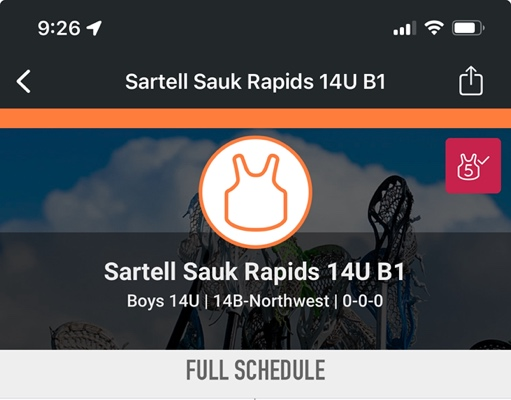 9:26
Sartell Sauk Rapids 14U B1
5
Sartell Sauk Rapids 14U B1
Boys 14U | 14B-Northwest | 0-0-0
FULL SCHEDULE